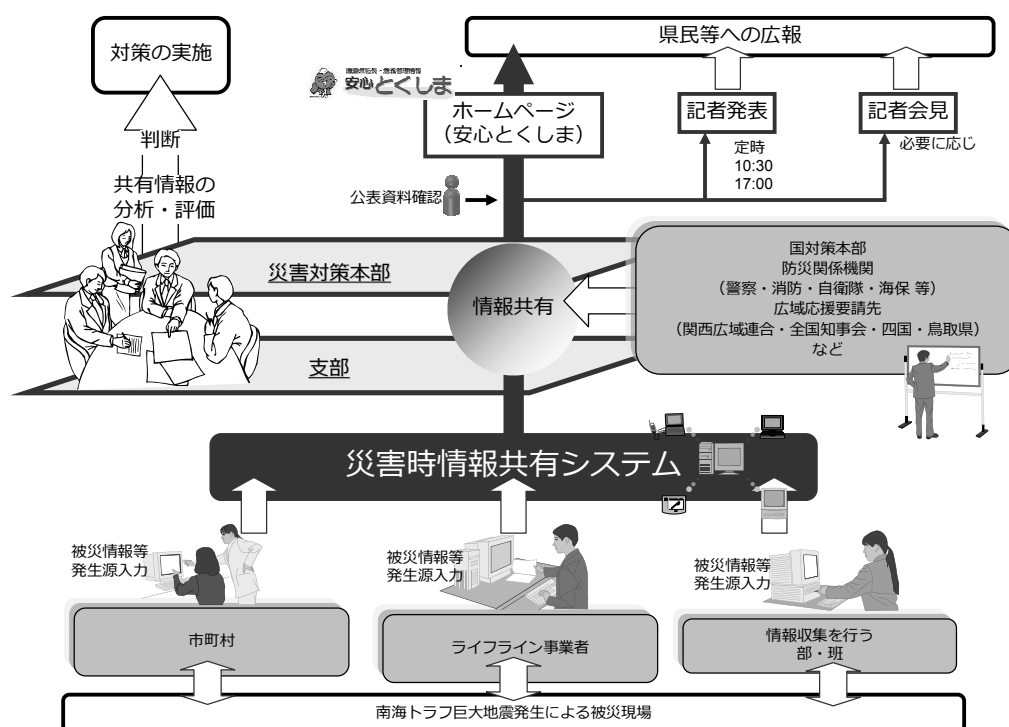 対策の実施
県民等への広報
安心とくしま
ホームページ
(安心とくしま)
記者発表
記者会見
定時
10:30
17:00
必要に応じ
判断
共有情報の
分析・評価
公表資料確認
災害対策本部
情報共有
国対策本部
防災関係機関
(警察・消防・自衛隊・海保 等)
広域応援要請先
(関西広域連合・全国知事会・四国・鳥取県)
など
支部
災害時情報共有システム
被災情報等
発生源入力
被災情報等
発生源入力
被災情報等
発生源入力
市町村
ライフライン事業者
情報収集を行う
部・班
南海トラフ巨大地震発生による被災現場